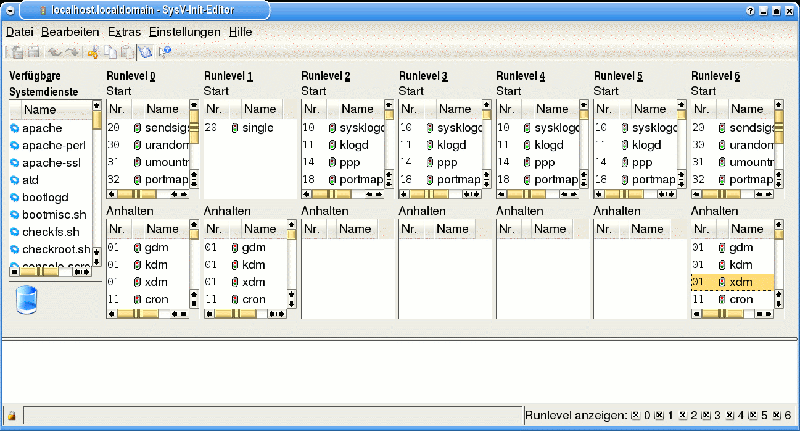 localhost.localdomain - SysV-Init-Editor
Datei Bearbeiten Extras Einstellungen Hilfe
Verfügbare Systemdienste
Name
apache
apache-perl
apache-ssl
atd
bootlogd
bootmisc.sh
checkfs.sh
checkroot.sh
Runlevel 0
Start
Nr. Name
20 sendsigs
30 urandom
31 umountn
32 portmap
Anhalten
Nr. Name
01 gdm
01 kdm
01 xdm
11 cron
Runlevel 1
Start
Nr. Name
20 single
Anhalten
Nr. Name
01 gdm
01 kdm
01 xdm
11 cron
Runlevel 2
Start
Nr. Name
10 sysklogd
11 klogd
14 ppp
18 portmap
Anhalten
Nr. Name
Runlevel 3
Start
Nr. Name
10 sysklogd
11 klogd
14 ppp
18 portmap
Anhalten
Nr. Name
Runlevel 4
Start
Nr. Name
10 sysklogd
11 klogd
14 ppp
18 portmap
Anhalten
Nr. Name
Runlevel 5
Start
Nr. Name
10 sysklogd
11 klogd
14 ppp
18 portmap
Anhalten
Nr. Name
Runlevel 6
Start
Nr. Name
20 sendsigs
30 urandom
31 umountn
32 portmap
Anhalten
Nr. Name
01 gdm
01 kdm
01 xdm
11 cron
Runlevel anzeigen: 0 1 2 3 4 5 6